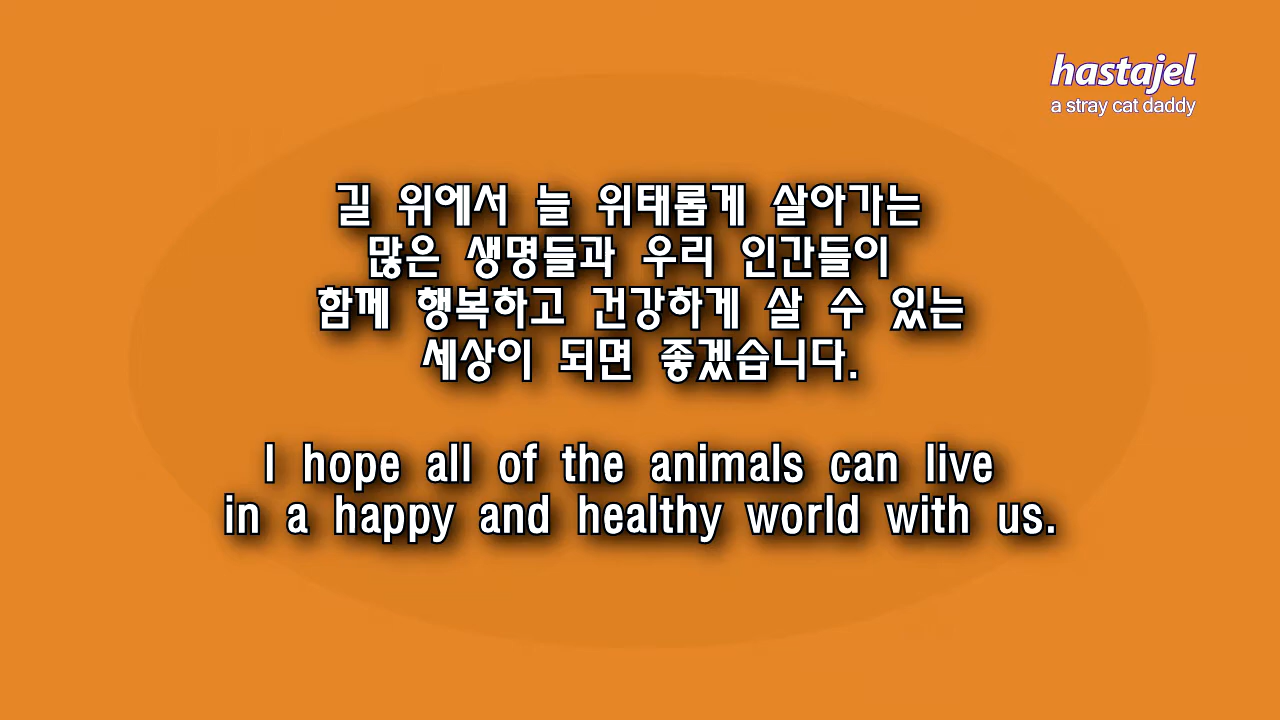 hastajel
a stray cat daddy
길 위에서 늘 위태롭게 살아가는
많은 생명들과 우리 인간들이
함께 행복하고 건강하게 살 수 있는
세상이 되면 좋겠습니다.
I hope all of the animals can live
in a happy and healthy world with us.